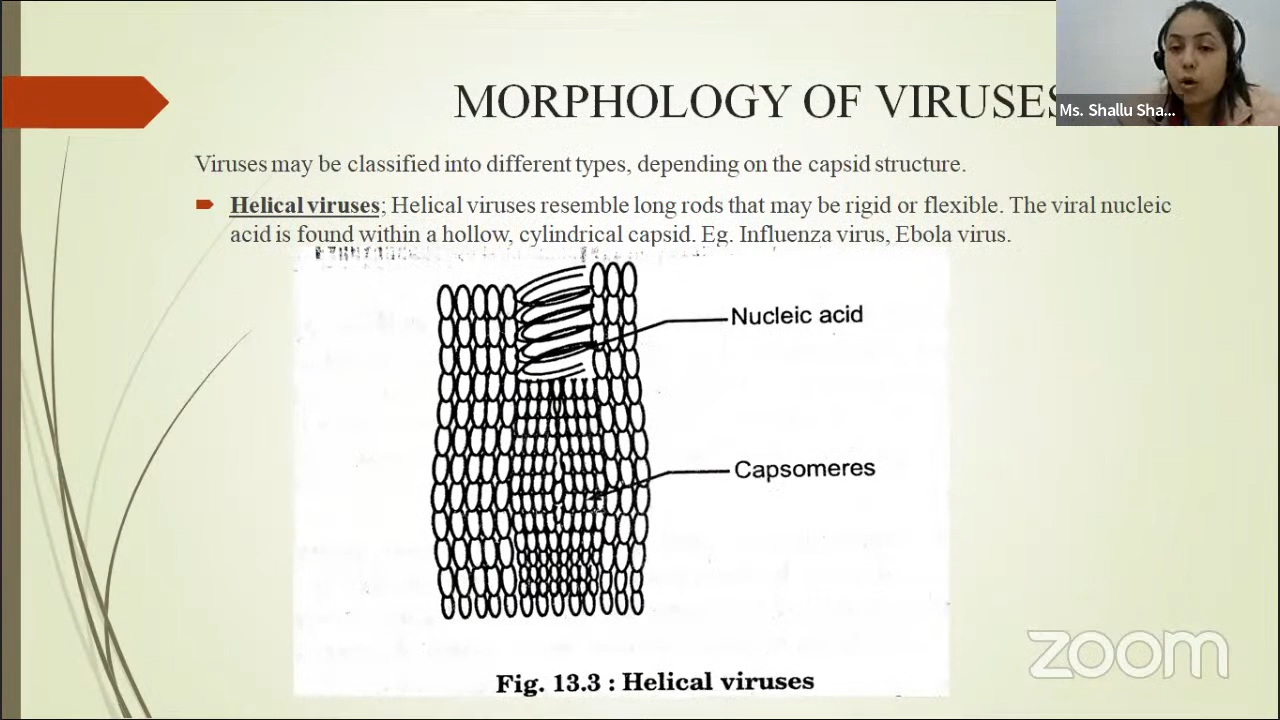 MORPHOLOGY OF VIRUSES
Ms. Shallu Sha...
Viruses may be classified into different types, depending on the capsid structure.
Helical viruses; Helical viruses resemble long rods that may be rigid or flexible. The viral nucleic
acid is found within a hollow, cylindrical capsid. Eg. Influenza virus, Ebola virus.
Nucleic acid
Capsomeres
Fig. 13.3 : Helical viruses
zoom